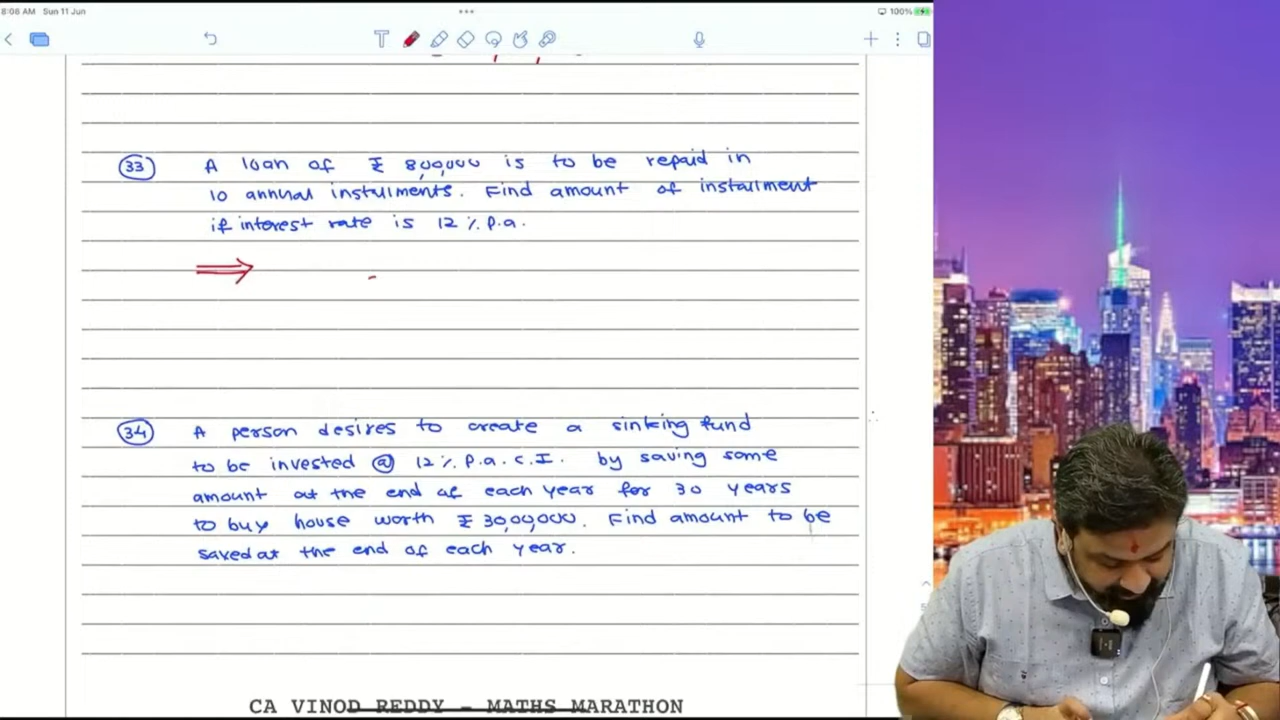 8:06 AM Sun 11 Jun
100%
T
33 A loan of ₹ 8,00,000 is to be repaid in
10 annual instalments. Find amount of instalment
if interest rate is 12 % p.a.
34 A person desires to create a sinking fund
to be invested @ 12 % p.a. C.I. by saving some
amount at the end of each year for 30 years
to buy house worth ₹ 30,00,000. Find amount to be
saved at the end of each year.
CA VINOD REDDY - MATHS MARATHON